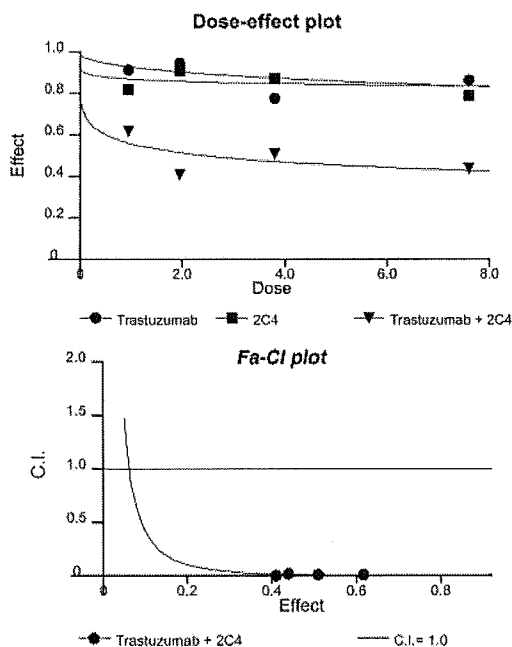 Dose-effect plot
1.0
0.8
0.6
0.4
0.2
0
Effect
0 2.0 4.0 6.0 8.0
Dose
Trastuzumab 2C4 Trastuzumab + 2C4
Fa-CI plot
2.0
1.5
1.0
0.5
0
C.I.
0 0.2 0.4 0.6 0.8
Effect
Trastuzumab + 2C4 C.I.= 1.0